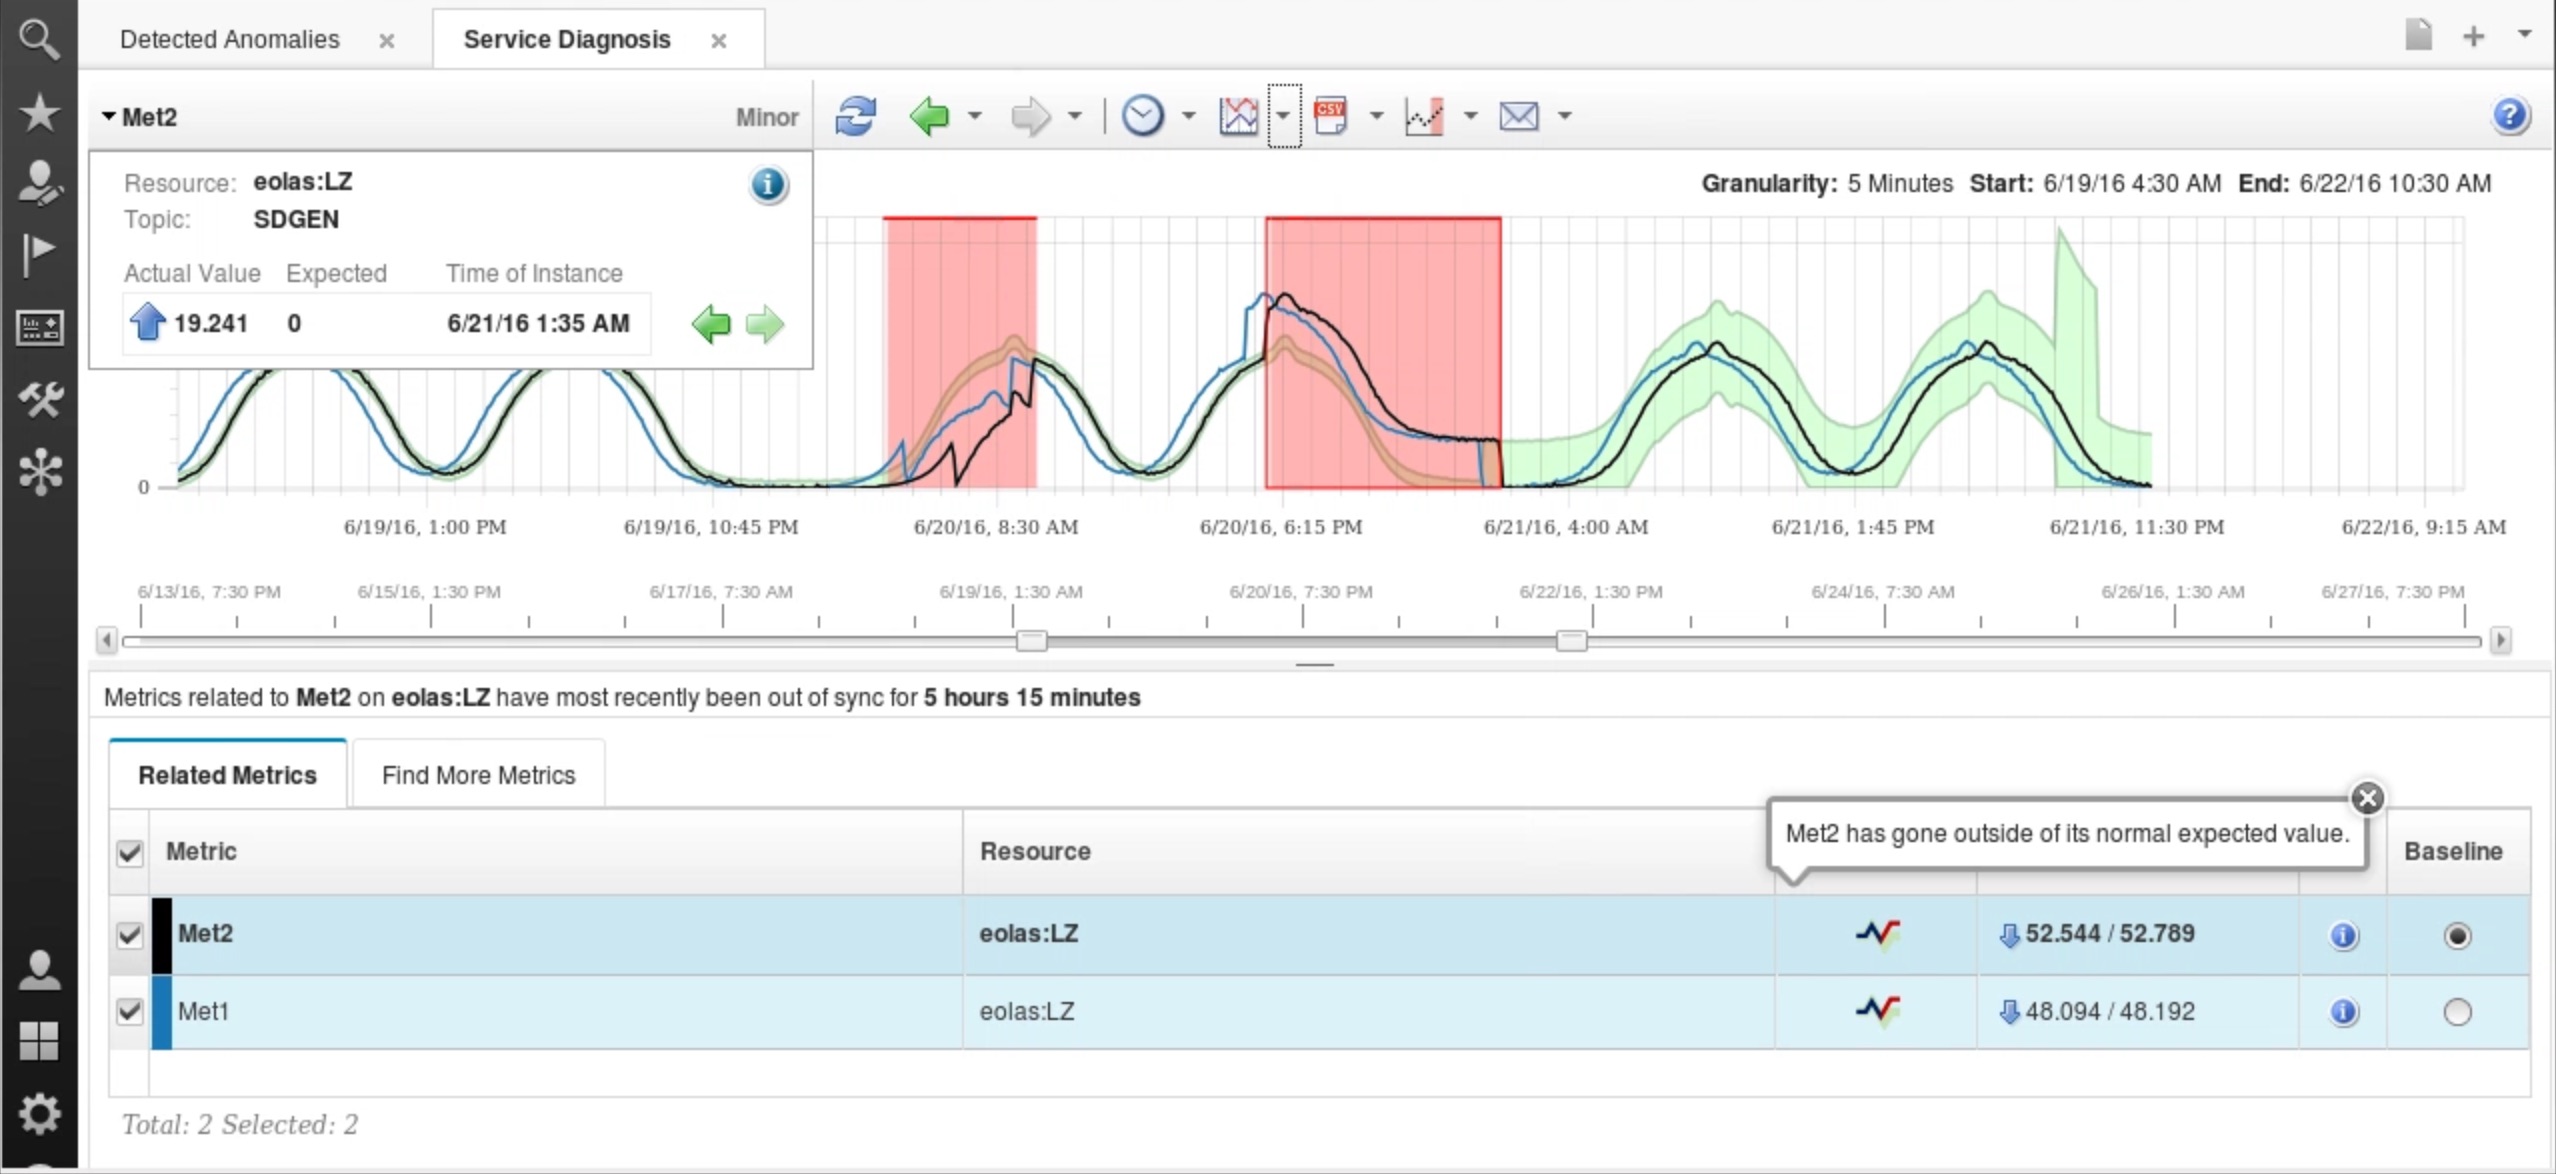 Detected Anomalies
Service Diagnosis
Met2 Minor
CSV
Resource: eolas:LZ
Topic: SDGEN
Actual Value Expected Time of Instance
19.241 0 6/21/16 1:35 AM
Granularity: 5 Minutes Start: 6/19/16 4:30 AM End: 6/22/16 10:30 AM
0
6/19/16, 1:00 PM 6/19/16, 10:45 PM 6/20/16, 8:30 AM 6/20/16, 6:15 PM 6/21/16, 4:00 AM 6/21/16, 1:45 PM 6/21/16, 11:30 PM 6/22/16, 9:15 AM
6/13/16, 7:30 PM 6/15/16, 1:30 PM 6/17/16, 7:30 AM 6/19/16, 1:30 AM 6/20/16, 7:30 PM 6/22/16, 1:30 PM 6/24/16, 7:30 AM 6/26/16, 1:30 AM 6/27/16, 7:30 PM
Metrics related to Met2 on eolas:LZ have most recently been out of sync for 5 hours 15 minutes
Related Metrics
Find More Metrics
Met2 has gone outside of its normal expected value.
Metric Resource Baseline
Met2 eolas:LZ 52.544 / 52.789
Met1 eolas:LZ 48.094 / 48.192
Total: 2 Selected: 2